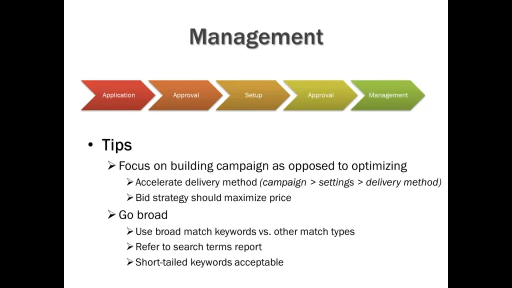 Management
Application Approval Setup Approval Management
• Tips
➢ Focus on building campaign as opposed to optimizing
➢ Accelerate delivery method (campaign > settings > delivery method)
➢ Bid strategy should maximize price
➢ Go broad
➢ Use broad match keywords vs. other match types
➢ Refer to search terms report
➢ Short-tailed keywords acceptable